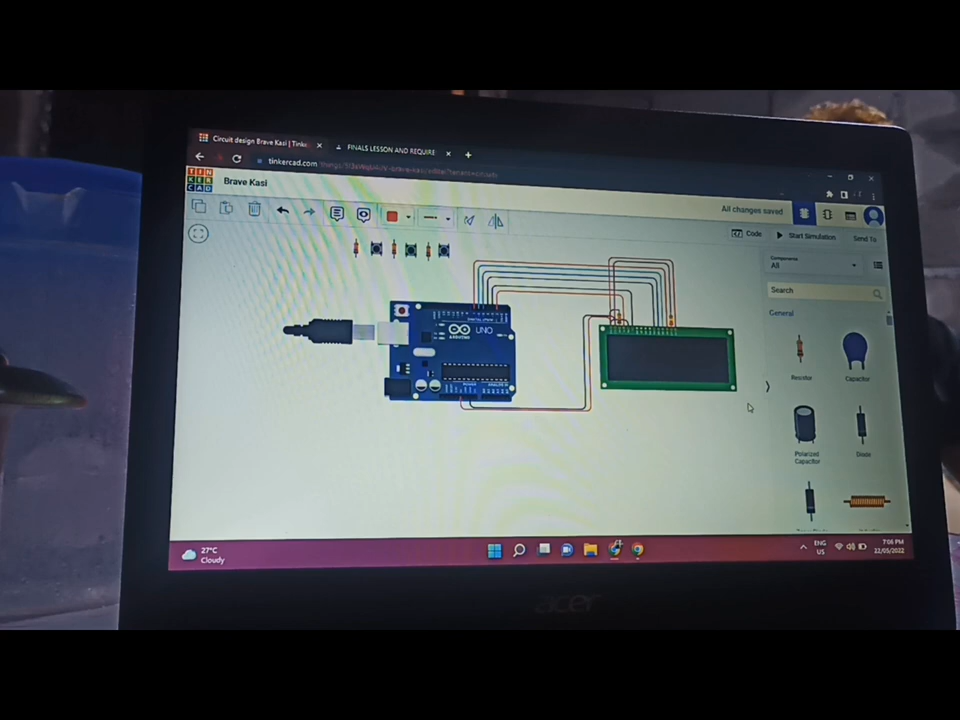 Circuit design Brave Kasi | Tinke
FINALS LESSON AND REQUIRE
tinkercad.com
TIN
KER
CAD
Brave Kasi
All changes saved
Code
Start Simulation
Send To
Components
All
Search
General
Resistor
Capacitor
Polarized
Capacitor
Diode
UNO
ARDUINO
27°C
Cloudy
ENG
US
7:06 PM
22/05/2022
acer